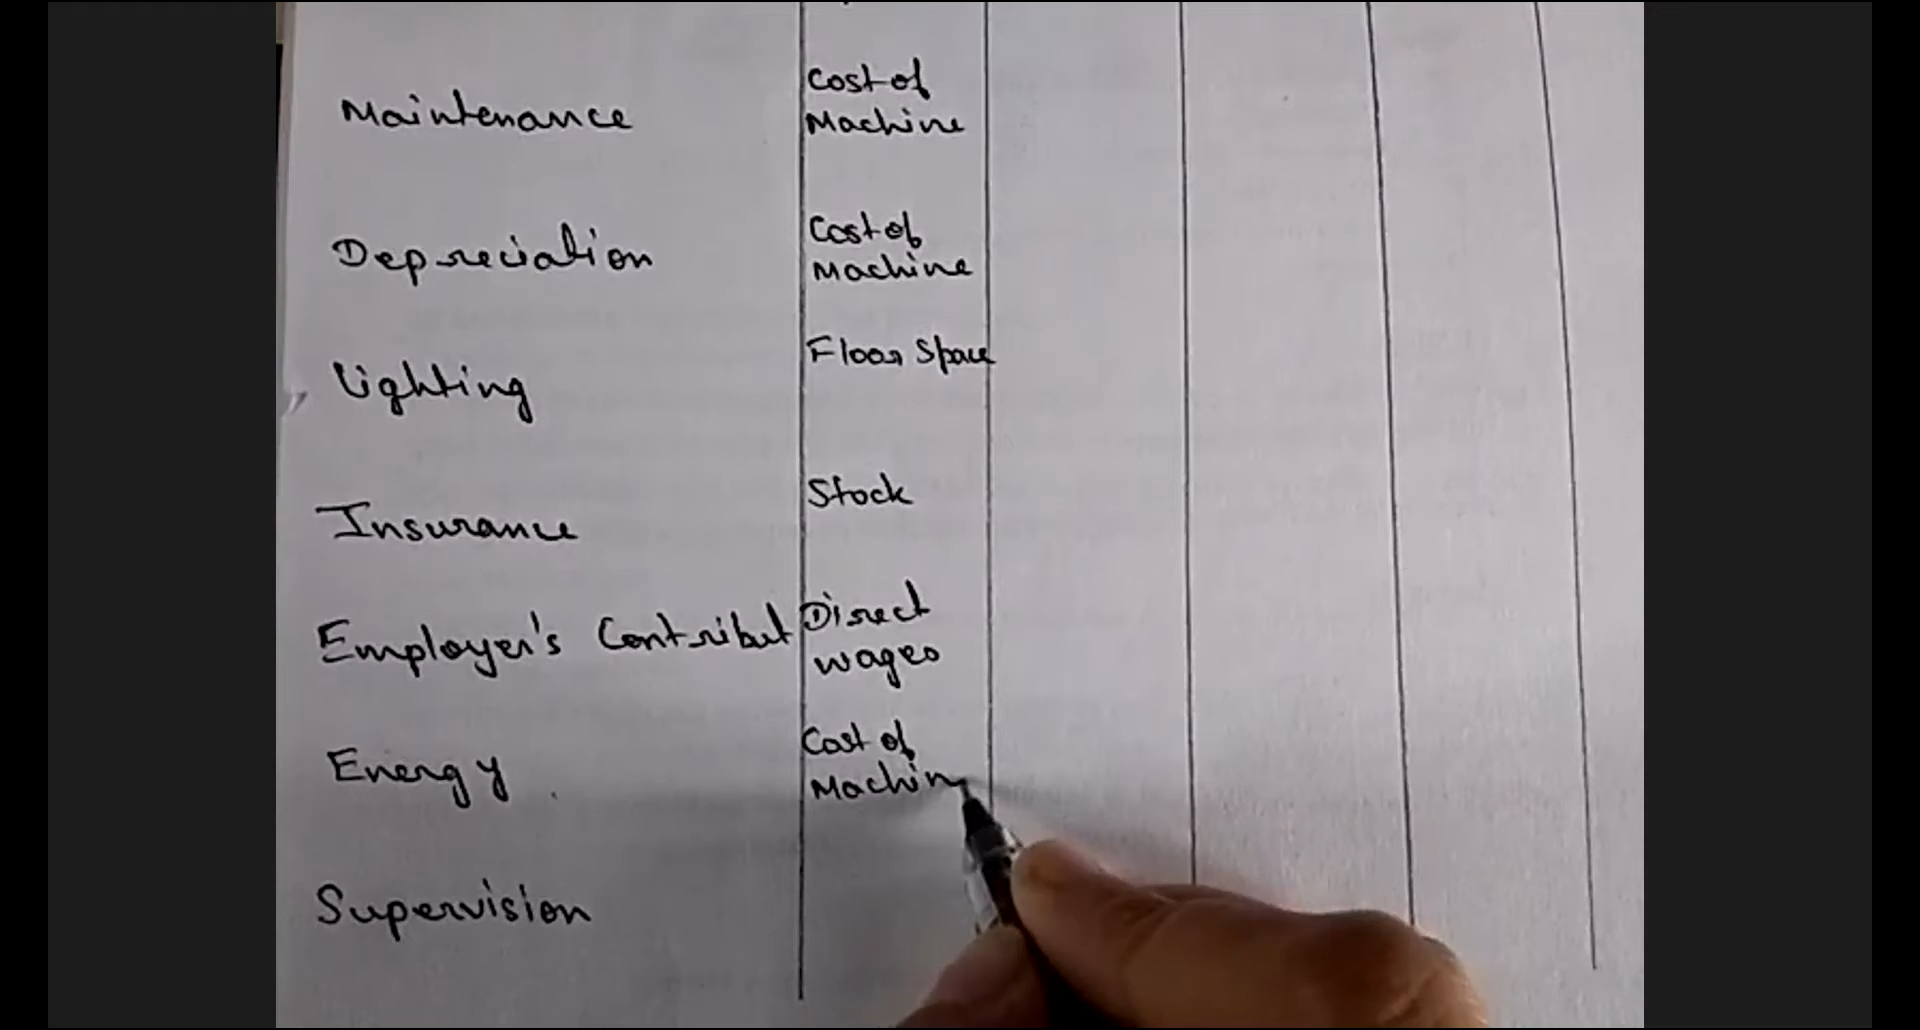 Cost of
Maintenance Machine
Cost of
Depreciation Machine
Floor Space
Lighting
Stock
Insurance
Employer's Contribut Direct
wages
Cost of
Energy Machin
Supervision